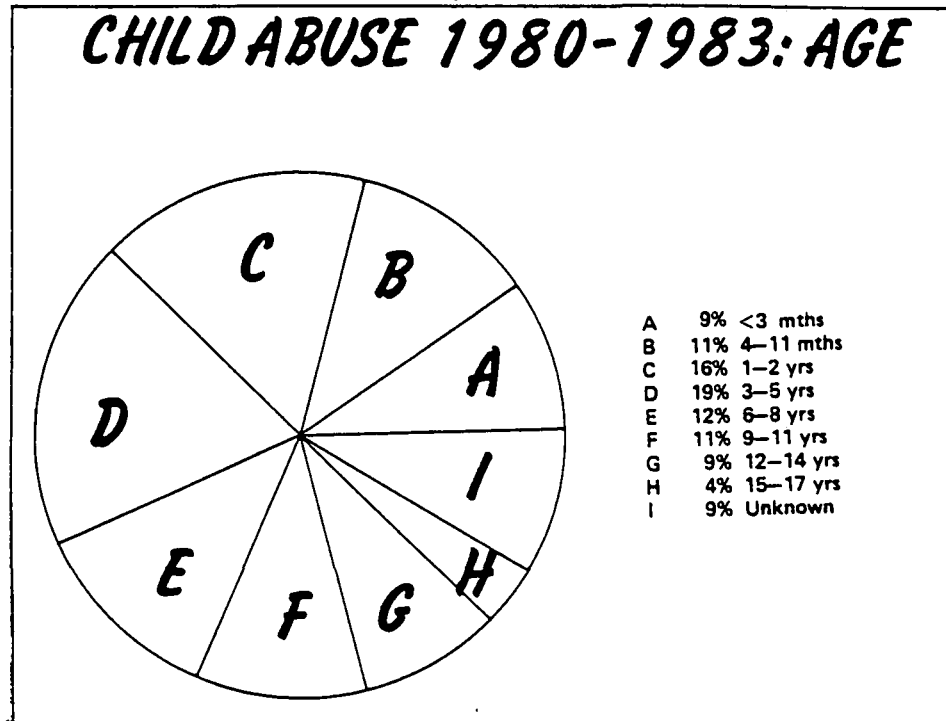 CHILD ABUSE 1980-1983: AGE
C
B
A
D
I
H
E
F
G
A 9% <3 mths
B 11% 4–11 mths
C 16% 1–2 yrs
D 19% 3–5 yrs
E 12% 6–8 yrs
F 11% 9–11 yrs
G 9% 12–14 yrs
H 4% 15–17 yrs
I 9% Unknown